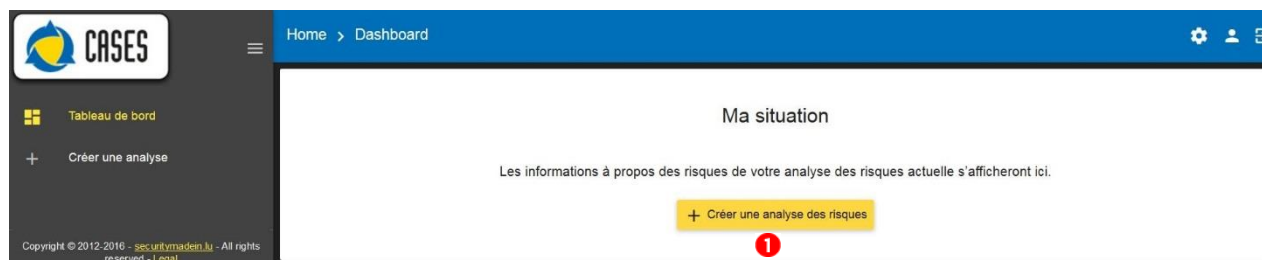 CASES
Home > Dashboard
Tableau de bord
Créer une analyse
Copyright © 2012-2016 - securitymadein.lu - All rights
reserved - Legal
Ma situation
Les informations à propos des risques de votre analyse des risques actuelle s'afficheront ici.
+ Créer une analyse des risques
1